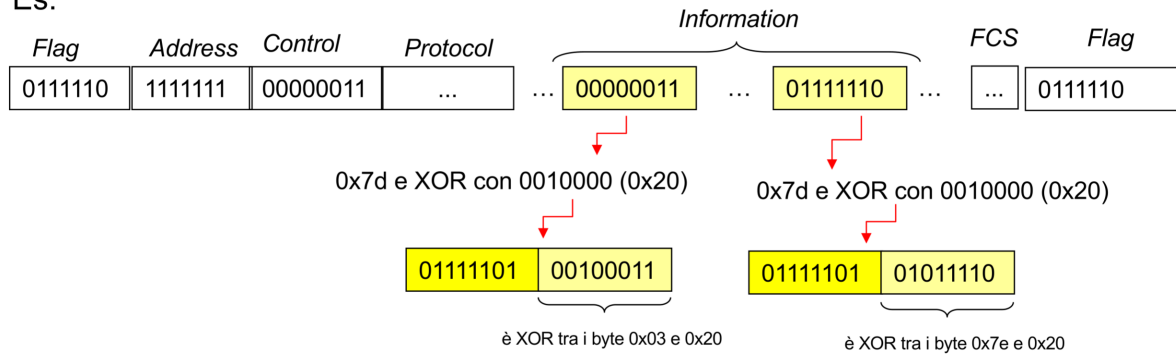 Es:
Information
Flag Address Control Protocol FCS Flag
0111110 1111111 00000011 ... ... 00000011 ... 01111110 ... ... 0111110
0x7d e XOR con 0010000 (0x20) 0x7d e XOR con 0010000 (0x20)
01111101 00100011 01111101 01011110
è XOR tra i byte 0x03 e 0x20 è XOR tra i byte 0x7e e 0x20